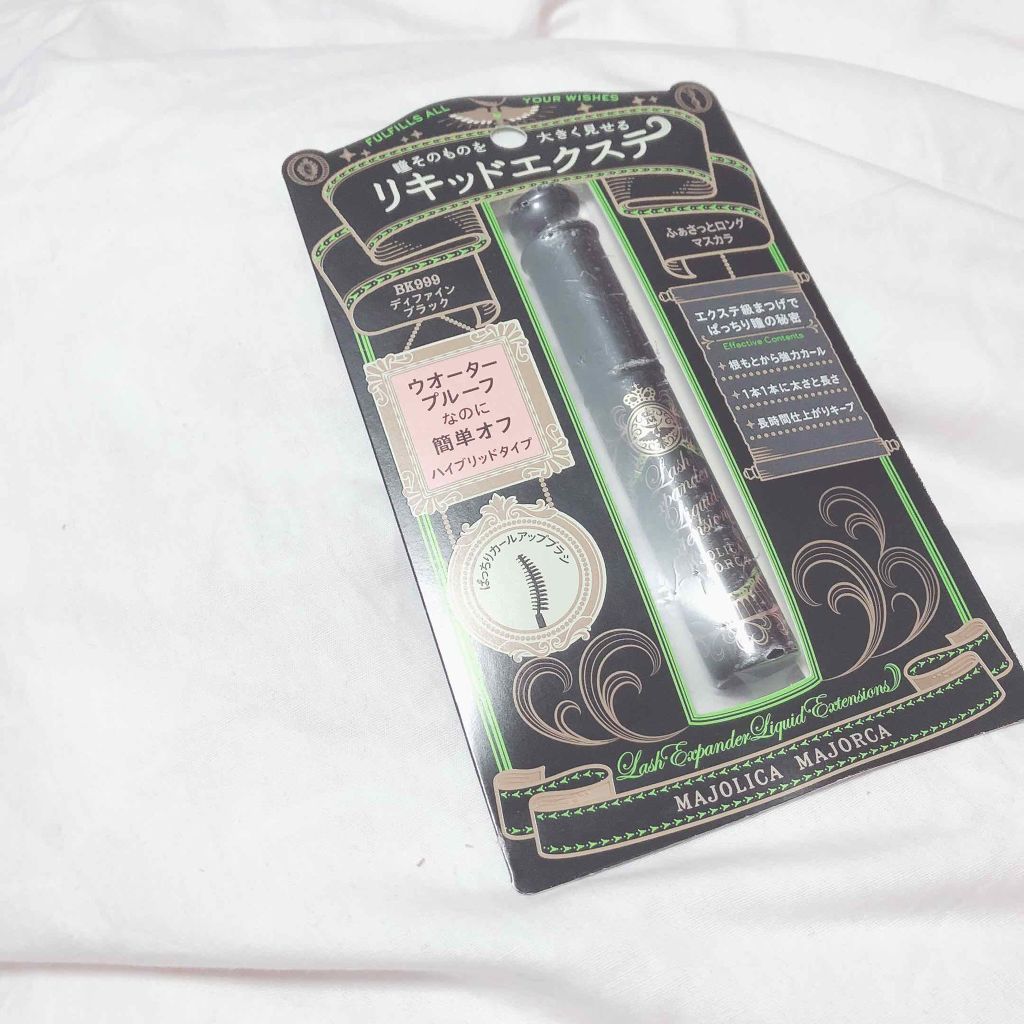 FULFILLS ALL YOUR WISHES
瞳そのものを 大きく見せる
リキッドエクステ
BK999
ディファイン
ブラック
ふぁさっとロング
マスカラ
ウオーター
プルーフ
なのに
簡単オフ
ハイブリッドタイプ
ぱっちりカールアップブラシ
エクステ級まつげで
ぱっちり瞳の秘密
Effective Contents
根もとから強力カール
1本1本に太さと長さ
長時間仕上がりキープ
M
Lash
Liquid
Lash Expander Liquid Extensions
MAJOLICA MAJORCA